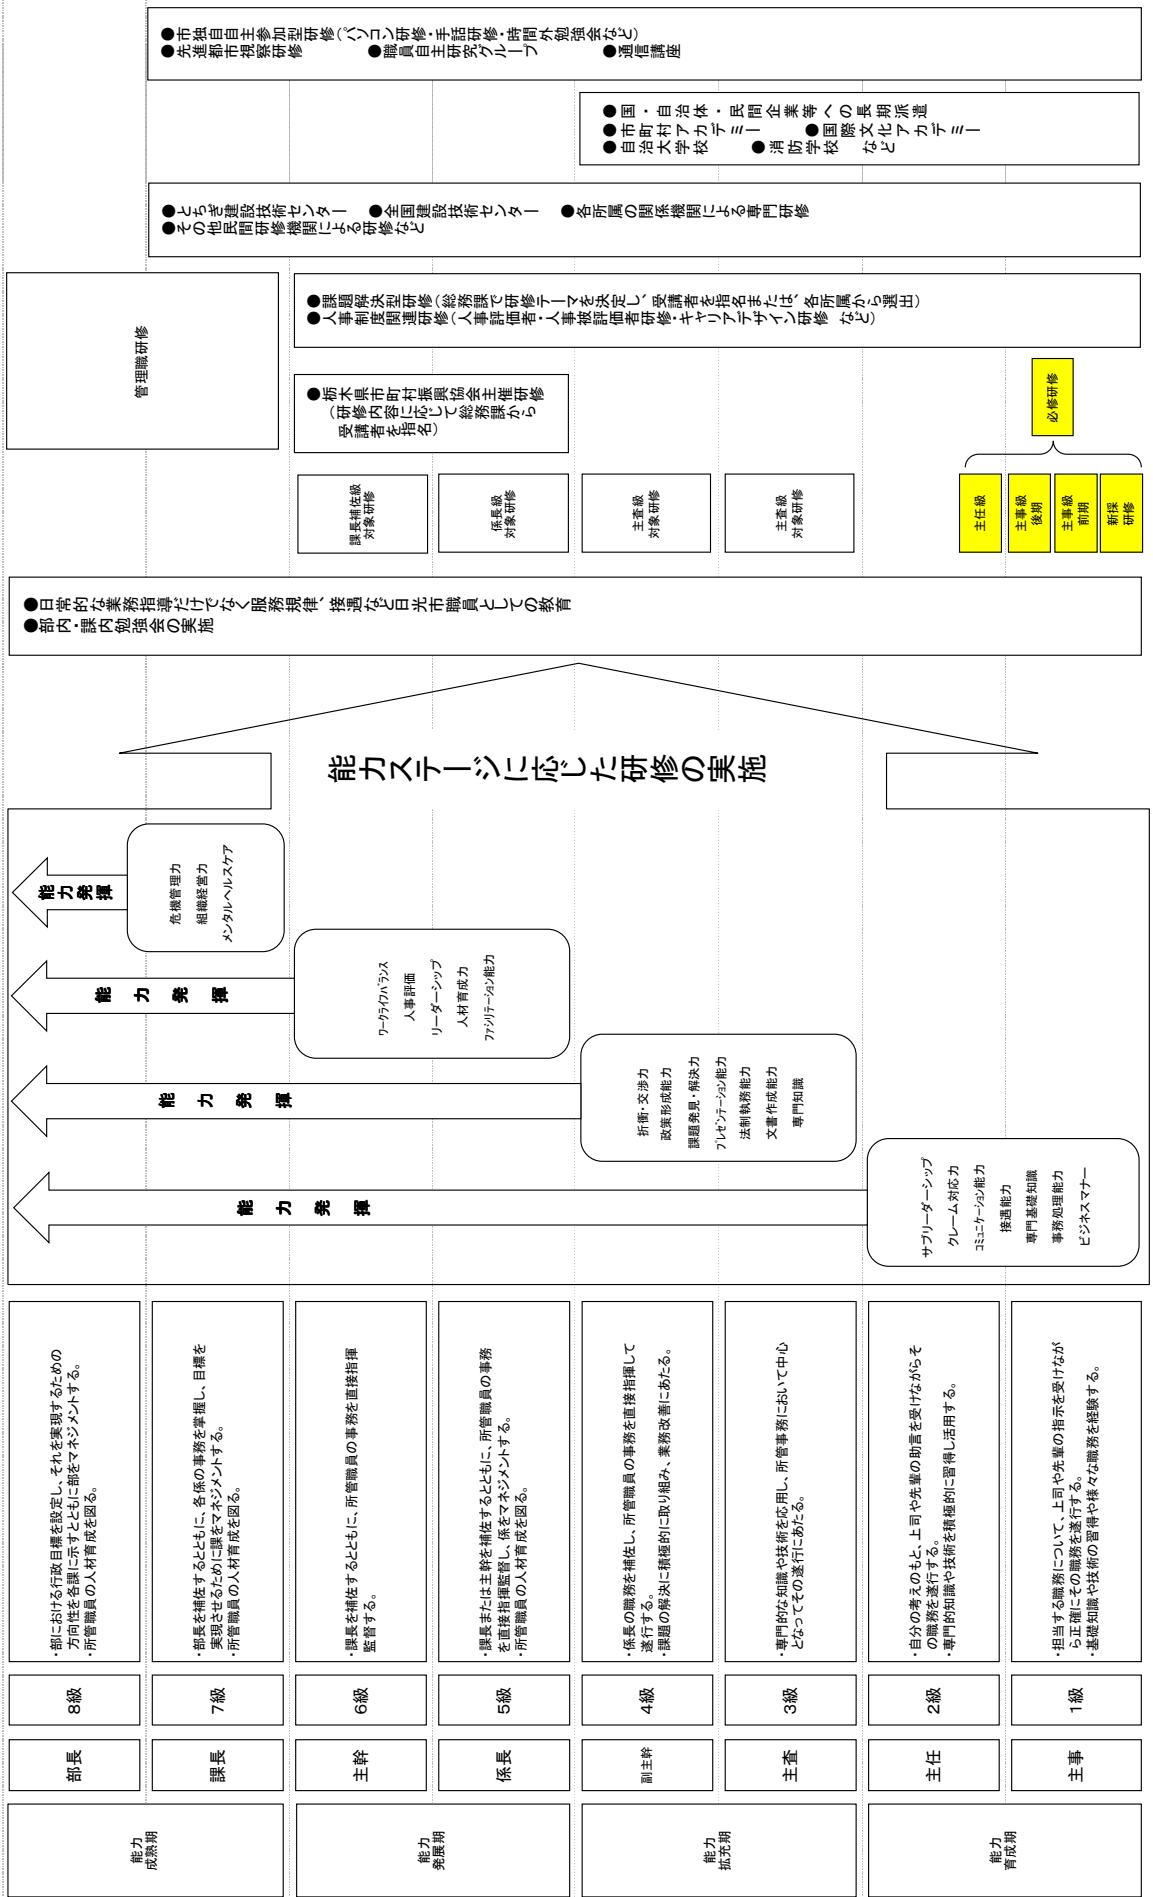 能力
成熟期
部長
8級
・部における行政目標を設定し、それを実現するための
方向性を各課に示すとともに部をマネジメントする。
・所管職員の人材育成を図る。
課長
7級
・部長を補佐するとともに、各係の事務を掌握し、目標を
実現させるために課をマネジメントする。
・所管職員の人材育成を図る。
能力
発展期
主幹
6級
・課長を補佐するとともに、所管職員の事務を直接指揮
監督する。
係長
5級
・課長または主幹を補佐するとともに、所管職員の事務
を直接指揮監督し、係をマネジメントする。
・所管職員の人材育成を図る。
能力
拡充期
副主幹
4級
・係長の職務を補佐し、所管職員の事務を直接指揮して
遂行する。
・課題の解決に積極的に取り組み、業務改善にあたる。
主査
3級
・専門的な知識や技術を応用し、所管事務において中心
となってその遂行にあたる。
能力
育成期
主任
2級
・自分の考えのもと、上司や先輩の助言を受けながらそ
の職務を遂行する。
・専門的知識や技術を積極的に習得し活用する。
主事
1級
・担当する職務について、上司や先輩の指示を受けなが
ら正確にその職務を遂行する。
・基礎知識や技術の習得や様々な職務を経験する。
能力発揮
危機管理力
組織経営力
メンタルヘルスケア
能力発揮
ワークライフバランス
人事評価
リーダーシップ
人材育成力
ファシリテーション能力
能力発揮
折衝・交渉力
政策形成能力
課題発見・解決力
プレゼンテーション能力
法制執務能力
文書作成能力
専門知識
能力発揮
サブリーダーシップ
クレーム対応力
コミュニケーション能力
接遇能力
専門基礎知識
事務処理能力
ビジネスマナー
能力ステージに応じた研修の実施
●日常的な業務指導だけでなく服務規律、接遇など日光市職員としての教育
●部内・課内勉強会の実施
管理職研修
課長補佐級
対象研修
係長級
対象研修
主査級
対象研修
主査級
対象研修
主任級
主事級
後期
主事級
前期
新採
研修
必修研修
●栃木県市町村振興協会主催研修
（研修内容に応じて総務課から
受講者を指名）
●課題解決型研修（総務課で研修テーマを決定し、受講者を指名または、各所属から選出）
●人事制度関連研修（人事評価者・人事被評価者研修・キャリアデザイン研修 など）
●とちぎ建設技術センター ●全国建設技術センター ●各所属の関係機関による専門研修
●その他民間研修機関による研修など
●国・自治体・民間企業等への長期派遣
●市町村アカデミー ●国際文化アカデミー
●自治大学校 ●消防学校 など
●市独自自主参加型研修（パソコン研修・手話研修・時間外勉強会など）
●先進都市視察研修 ●職員自主研究グループ ●通信講座